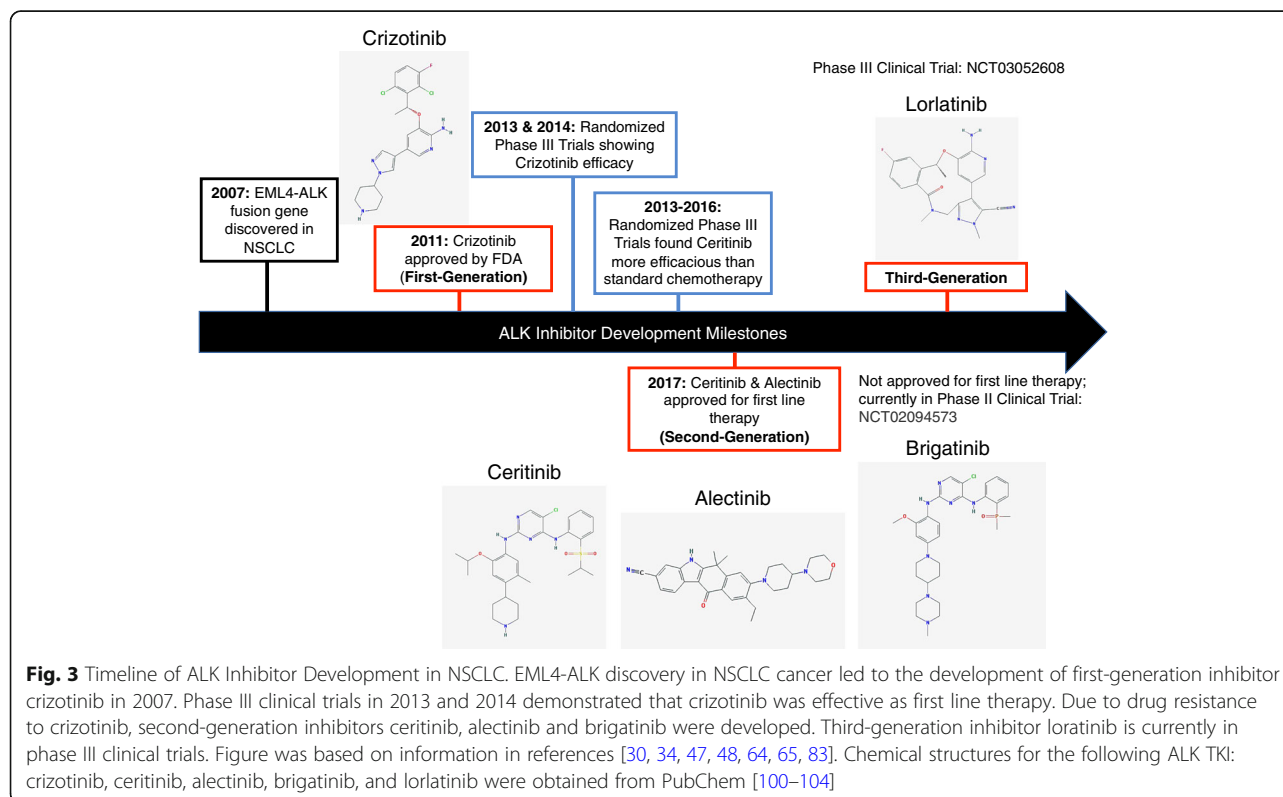 Crizotinib
Phase III Clinical Trial: NCT03052608
Lorlatinib
2007: EML4-ALK
fusion gene
discovered in
NSCLC
2011: Crizotinib
approved by FDA
(First-Generation)
2013 & 2014: Randomized
Phase III Trials showing
Crizotinib efficacy
2013-2016:
Randomized Phase III
Trials found Ceritinib
more efficacious than
standard chemotherapy
Third-Generation
ALK Inhibitor Development Milestones
2017: Ceritinib & Alectinib
approved for first line
therapy
(Second-Generation)
Not approved for first line therapy;
currently in Phase II Clinical Trial:
NCT02094573
Ceritinib
Alectinib
Brigatinib
Fig. 3 Timeline of ALK Inhibitor Development in NSCLC. EML4-ALK discovery in NSCLC cancer led to the development of first-generation inhibitor
crizotinib in 2007. Phase III clinical trials in 2013 and 2014 demonstrated that crizotinib was effective as first line therapy. Due to drug resistance
to crizotinib, second-generation inhibitors ceritinib, alectinib and brigatinib were developed. Third-generation inhibitor loratinib is currently in
phase III clinical trials. Figure was based on information in references [30, 34, 47, 48, 64, 65, 83]. Chemical structures for the following ALK TKI:
crizotinib, ceritinib, alectinib, brigatinib, and lorlatinib were obtained from PubChem [100–104]